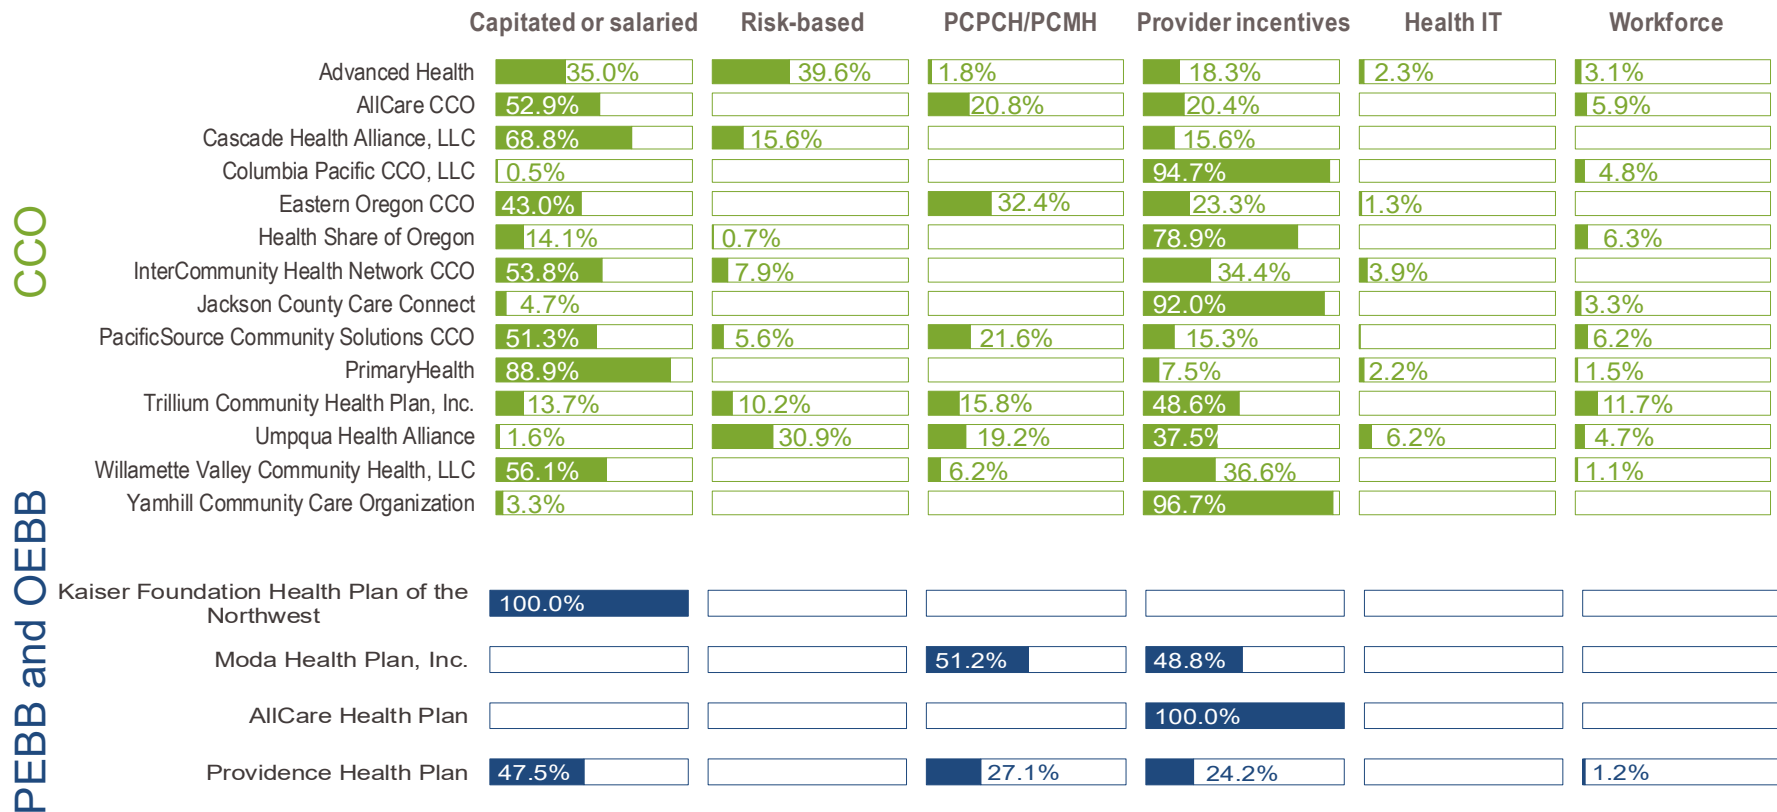 Capitated or salaried Risk-based PCPCH/PCMH Provider incentives Health IT Workforce
CCO
Advanced Health 35.0% 39.6% 1.8% 18.3% 2.3% 3.1%
AllCare CCO 52.9% 20.8% 20.4% 5.9%
Cascade Health Alliance, LLC 68.8% 15.6% 15.6%
Columbia Pacific CCO, LLC 0.5% 94.7% 4.8%
Eastern Oregon CCO 43.0% 32.4% 23.3% 1.3%
Health Share of Oregon 14.1% 0.7% 78.9% 6.3%
InterCommunity Health Network CCO 53.8% 7.9% 34.4% 3.9%
Jackson County Care Connect 4.7% 92.0% 3.3%
PacificSource Community Solutions CCO 51.3% 5.6% 21.6% 15.3% 6.2%
PrimaryHealth 88.9% 7.5% 2.2% 1.5%
Trillium Community Health Plan, Inc. 13.7% 10.2% 15.8% 48.6% 11.7%
Umpqua Health Alliance 1.6% 30.9% 19.2% 37.5% 6.2% 4.7%
Willamette Valley Community Health, LLC 56.1% 6.2% 36.6% 1.1%
Yamhill Community Care Organization 3.3% 96.7%
PEBB and OEBB
Kaiser Foundation Health Plan of the
Northwest 100.0%
Moda Health Plan, Inc. 51.2% 48.8%
AllCare Health Plan 100.0%
Providence Health Plan 47.5% 27.1% 24.2% 1.2%